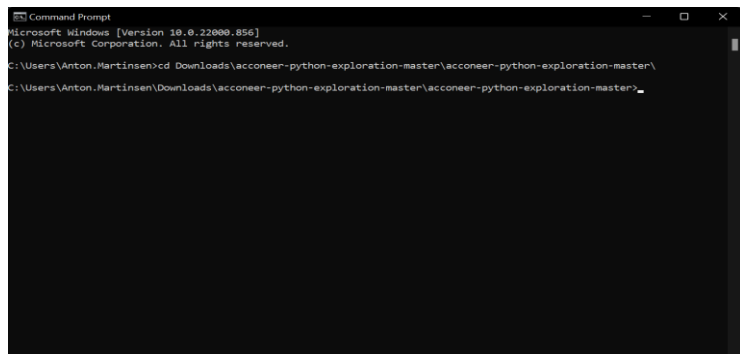 Command Prompt
Microsoft Windows [Version 10.0.22000.856]
(c) Microsoft Corporation. All rights reserved.
C:\Users\Anton.Martinsen>cd Downloads\acconeer-python-exploration-master\acconeer-python-exploration-master\
C:\Users\Anton.Martinsen\Downloads\acconeer-python-exploration-master\acconeer-python-exploration-master>